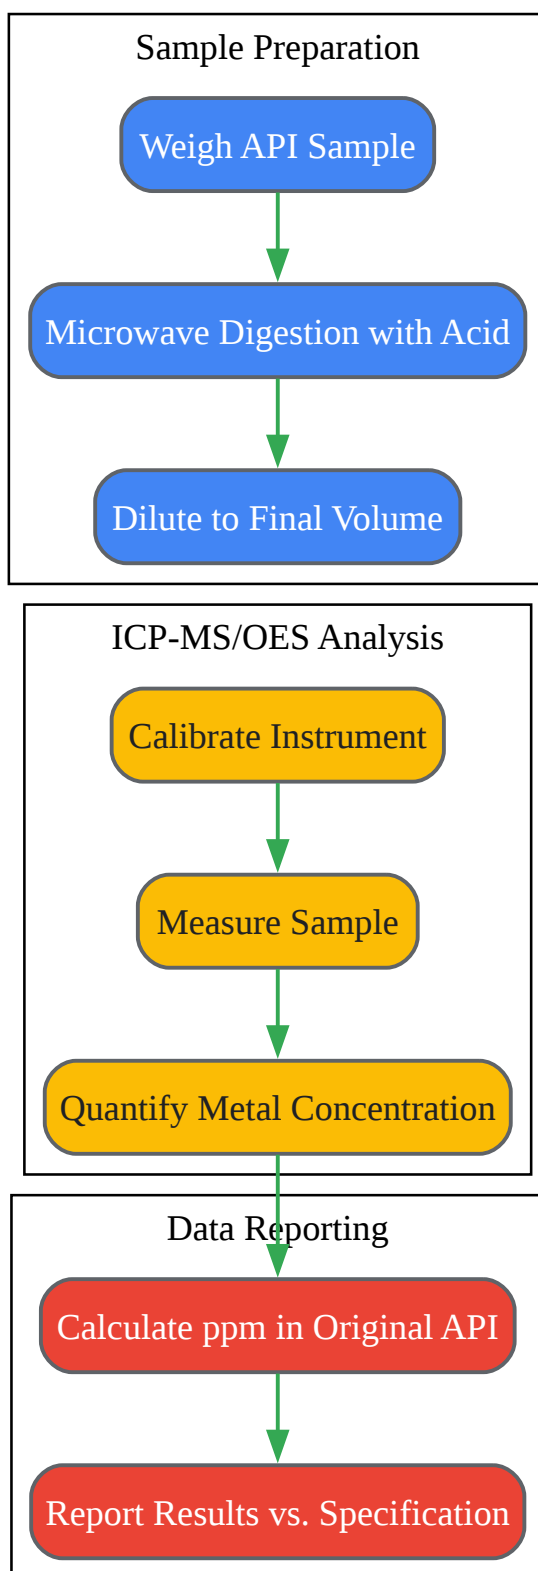 Sample Preparation
Weigh API Sample
Microwave Digestion with Acid
Dilute to Final Volume
ICP-MS/OES Analysis
Calibrate Instrument
Measure Sample
Quantify Metal Concentration
Data Reporting
Calculate ppm in Original API
Report Results vs. Specification